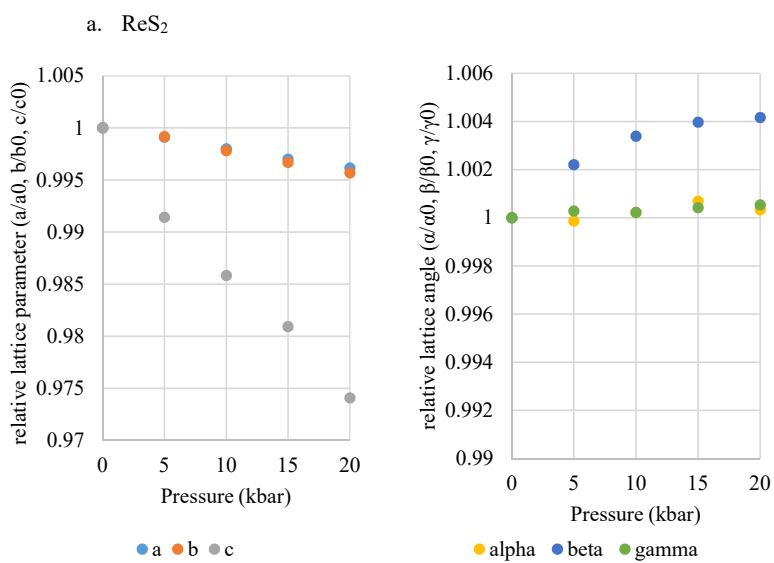 a. ReS₂
relative lattice parameter (a/a0, b/b0, c/c0)
1.005
1
0.995
0.99
0.985
0.98
0.975
0.97
0 5 10 15 20
Pressure (kbar)
a b c
relative lattice angle (α/α0, β/β0, γ/γ0)
1.006
1.004
1.002
1
0.998
0.996
0.994
0.992
0.99
0 5 10 15 20
Pressure (kbar)
alpha beta gamma